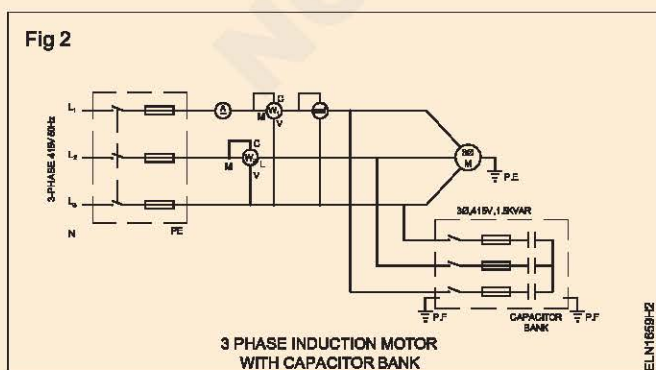 Fig 2
L1
L2
L3
N
3-PHASE 415V 50Hz
PE
A
M
C
W1
V
M
C
W2
L
V
3Ø
M
P.E
3Ø,415V,1.5KVAR
P.F
CAPACITOR
BANK
P.F
3 PHASE INDUCTION MOTOR
WITH CAPACITOR BANK
ELN1659H2